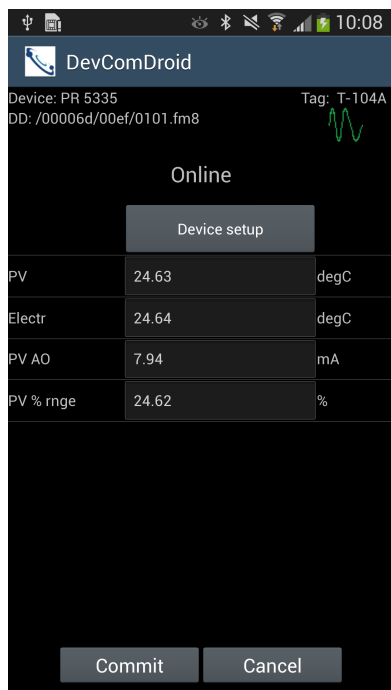 10:08
DevComDroid
Device: PR 5335 Tag: T-104A
DD: /00006d/00ef/0101.fm8
Online
Device setup
PV 24.63 degC
Electr 24.64 degC
PV AO 7.94 mA
PV % rnge 24.62 %
Commit Cancel